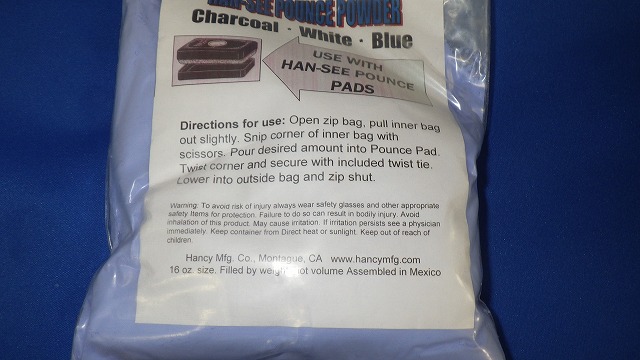 HAN-SEE POUNCE POWDER
Charcoal · White · Blue
USE WITH
HAN-SEE POUNCE
PADS
Directions for use: Open zip bag, pull inner bag
out slightly. Snip corner of inner bag with
scissors. Pour desired amount into Pounce Pad.
Twist corner and secure with included twist tie.
Lower into outside bag and zip shut.
Warning: To avoid risk of injury always wear safety glasses and other appropriate
safety Items for protection. Failure to do so can result in bodily injury. Avoid
inhalation of this product. May cause irritation. If irritation persists see a physician
immediately. Keep container from Direct heat or sunlight. Keep out of reach of
children.
Hancy Mfg. Co., Montague, CA www.hancymfg.com
16 oz. size. Filled by weight not volume Assembled in Mexico